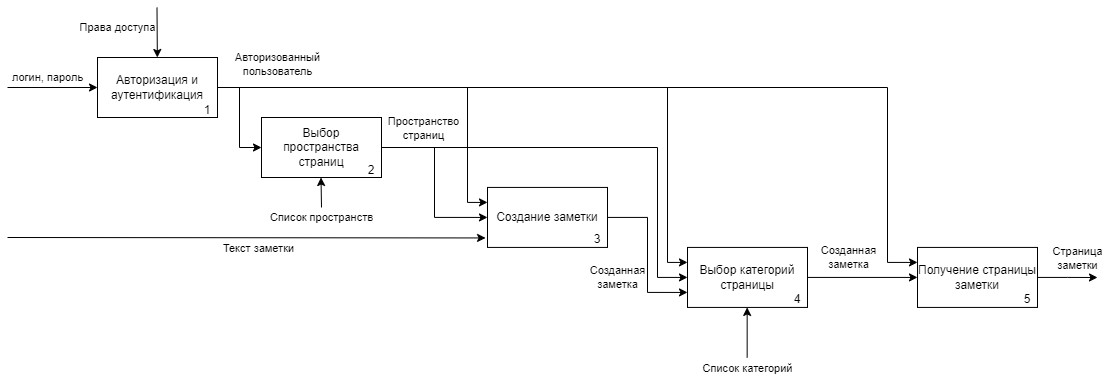 Права доступа
логин, пароль
Авторизация и
аутентификация
1
Авторизованный
пользователь
Выбор
пространства
страниц
2
Пространство
страниц
Список пространств
Текст заметки
Создание заметки
3
Созданная
заметка
Выбор категорий
страницы
4
Список категорий
Созданная
заметка
Получение страницы
заметки
5
Страница
заметки